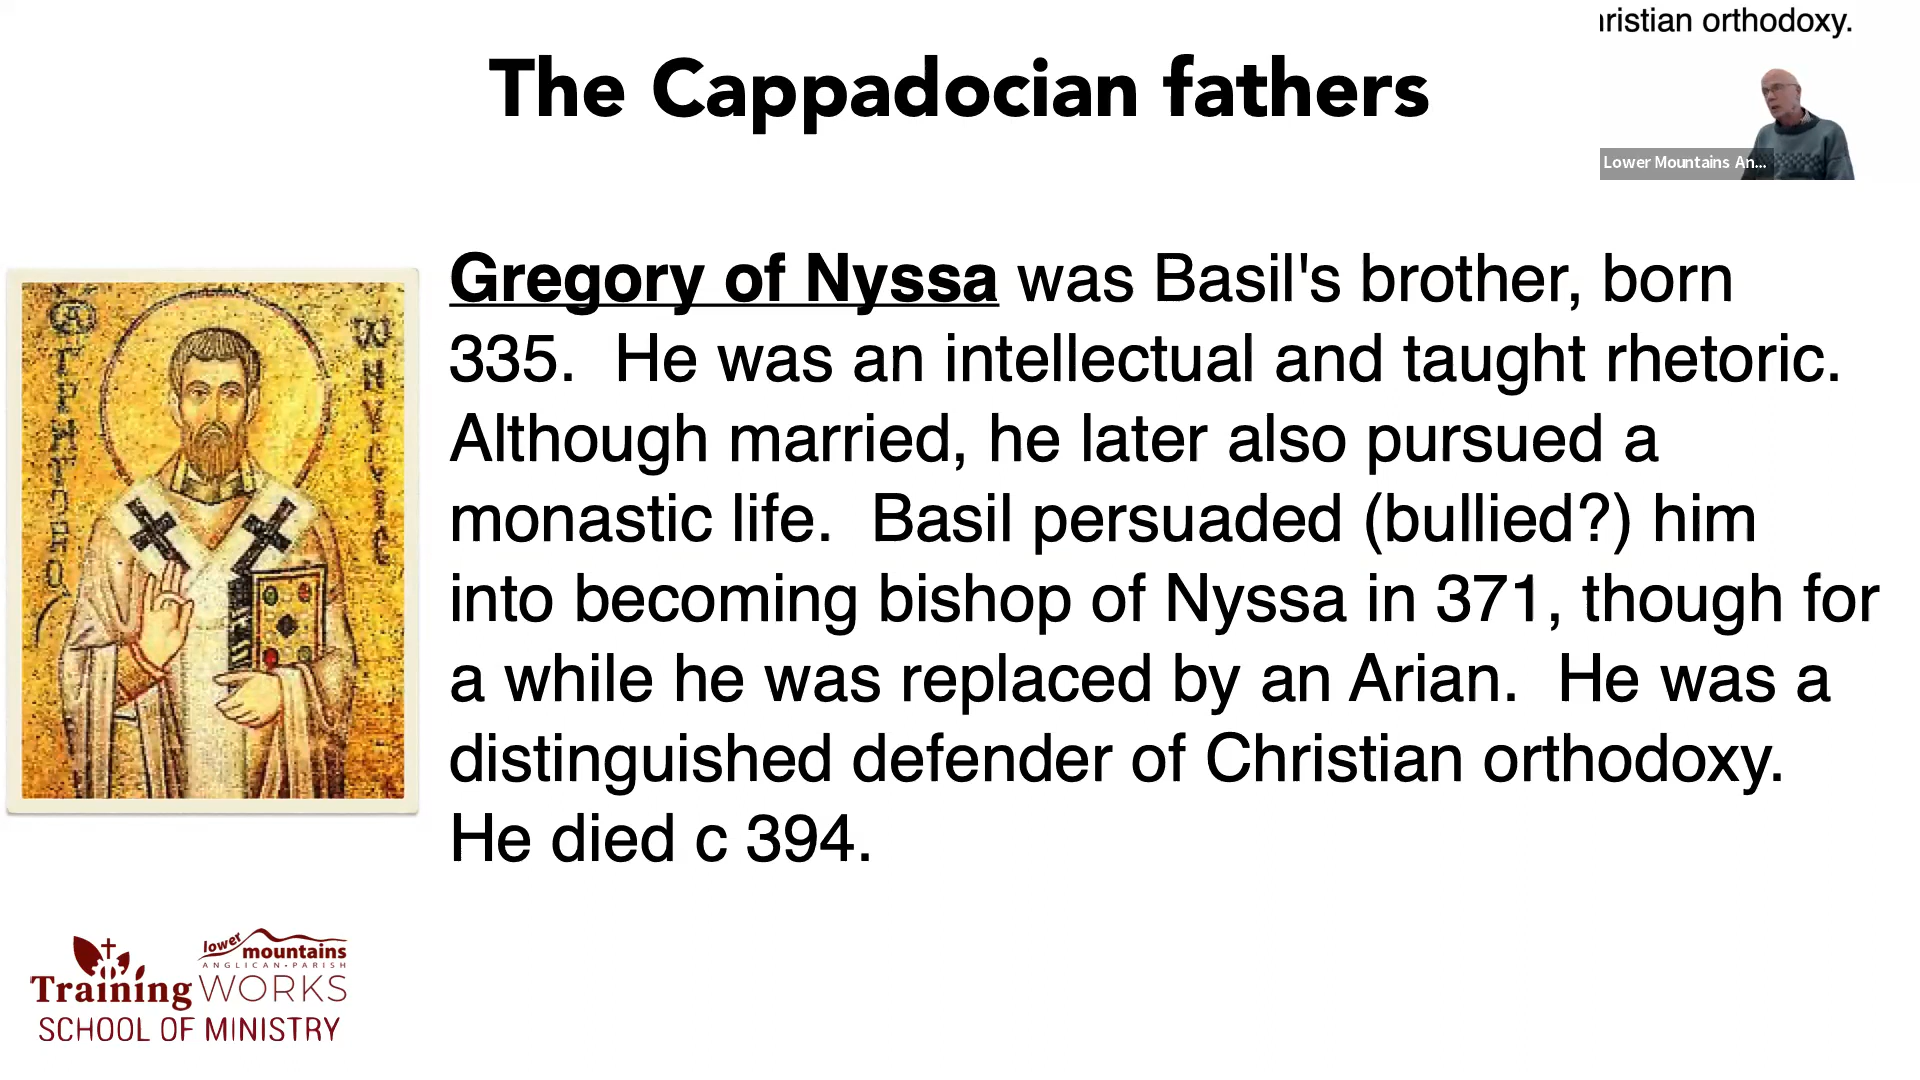 The Cappadocian fathers
ristian orthodoxy.
Lower Mountains An...
Gregory of Nyssa was Basil's brother, born
335.  He was an intellectual and taught rhetoric.
Although married, he later also pursued a
monastic life.  Basil persuaded (bullied?) him
into becoming bishop of Nyssa in 371, though for
a while he was replaced by an Arian.  He was a
distinguished defender of Christian orthodoxy.
He died c 394.
lower
mountains
ANGLICAN•PARISH
Training WORKS
SCHOOL OF MINISTRY